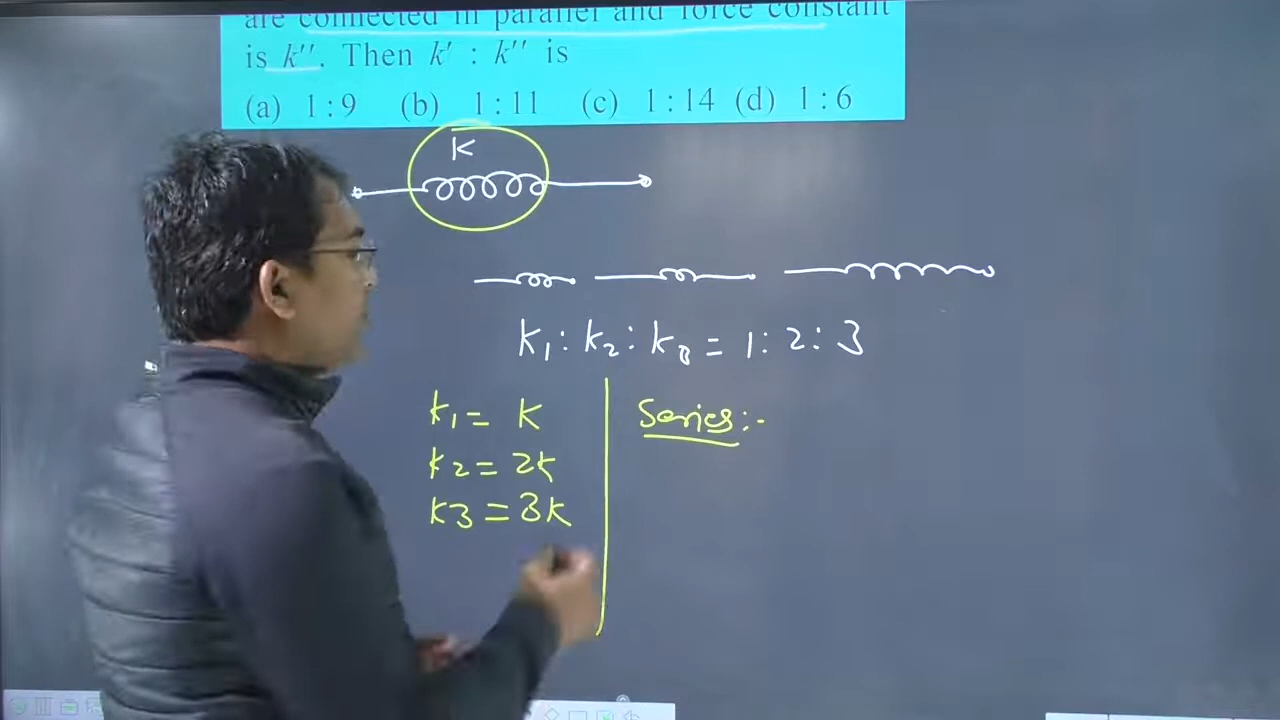 are connected in parallel and force constant
is k''. Then k' : k'' is
(a) 1 : 9 (b) 1 : 11 (c) 1 : 14 (d) 1 : 6
K
k₁ : k₂ : k₃ = 1 : 2 : 3
k₁ = K
k2 = 2k
k3 = 3k
Series:-